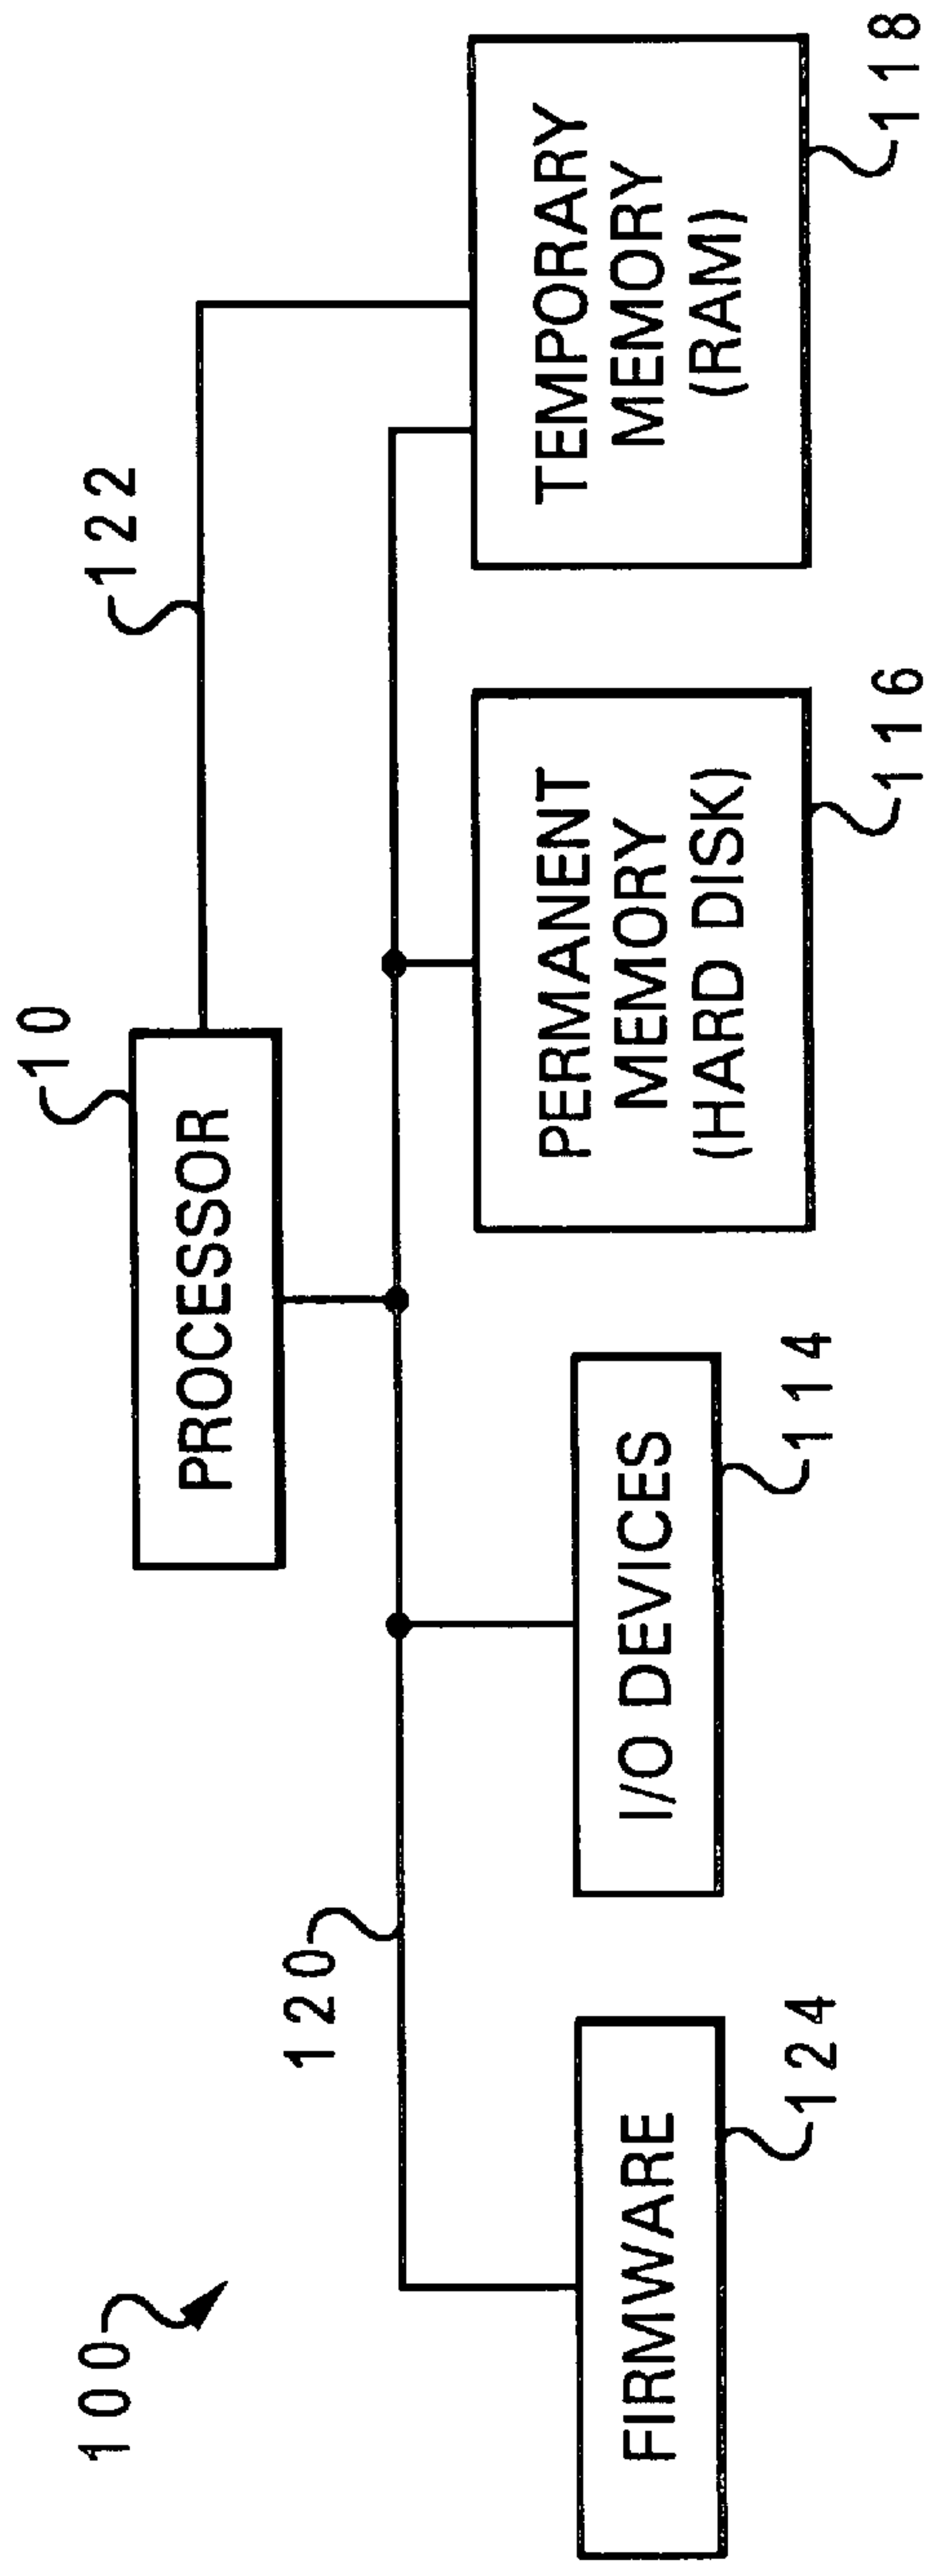 100
10
PROCESSOR
122
120
FIRMWARE
124
I/O DEVICES
114
PERMANENT
MEMORY
(HARD DISK)
116
TEMPORARY
MEMORY
(RAM)
118